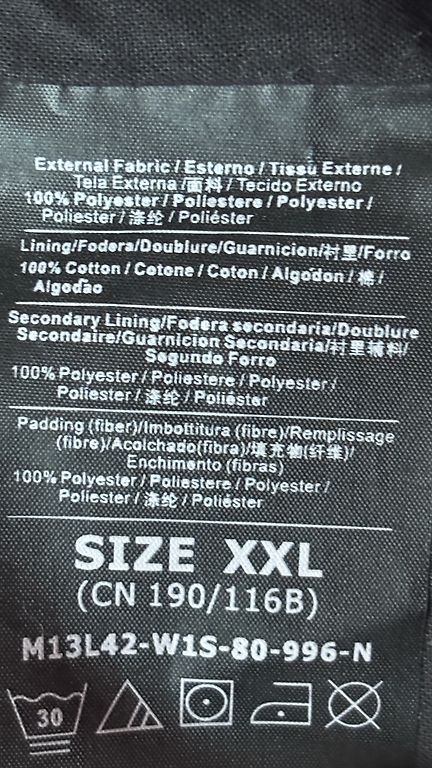 External Fabric / Esterno / Tissu Externe /
Tela Externa /面料/ Tecido Externo
100% Polyester / Poliestere / Polyester /
Poliester / 涤纶 / Poliéster
Lining/Fodera/Doublure/Guarnicion/衬里/Forro
100% Cotton / Cotone / Coton / Algodon / 棉 /
Algodao
Secondary Lining/Fodera secondaria/Doublure
Secondaire/Guarnicion Secondaria/衬里辅料/
Segundo Forro
100% Polyester / Poliestere / Polyester /
Poliester / 涤纶 / Poliéster
Padding (fiber)/Imbottitura (fibre)/Remplissage
(fibre)/Acolchado(fibra)/填充物(纤维)/
Enchimento (fibras)
100% Polyester / Poliestere / Polyester /
Poliester / 涤纶 / Poliéster
SIZE XXL
(CN 190/116B)
M13L42-W1S-80-996-N
30